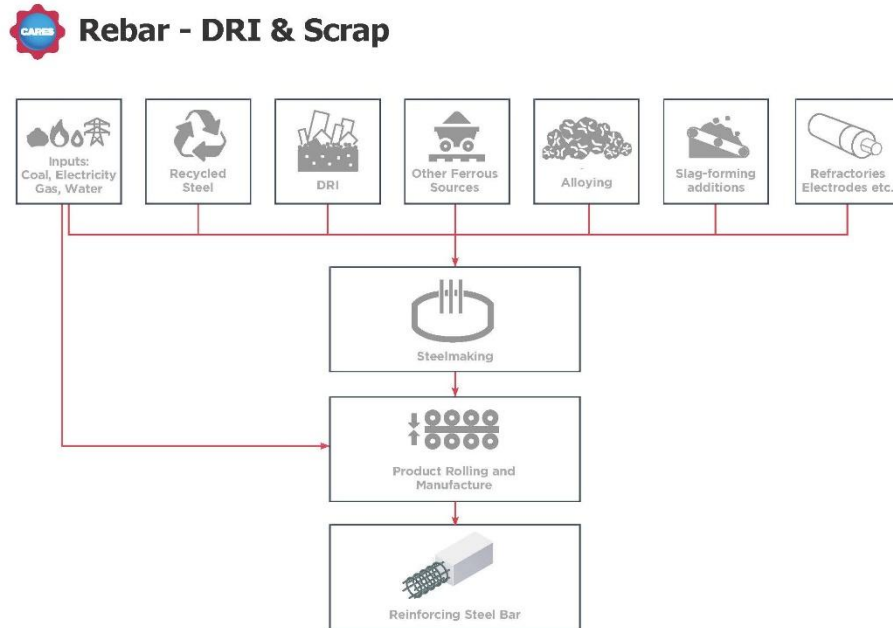 CARES
Rebar - DRI & Scrap
Inputs:
Coal, Electricity
Gas, Water
Recycled
Steel
DRI
Other Ferrous
Sources
Alloying
Slag-forming
additions
Refractories
Electrodes etc.
Steelmaking
Product Rolling and
Manufacture
Reinforcing Steel Bar